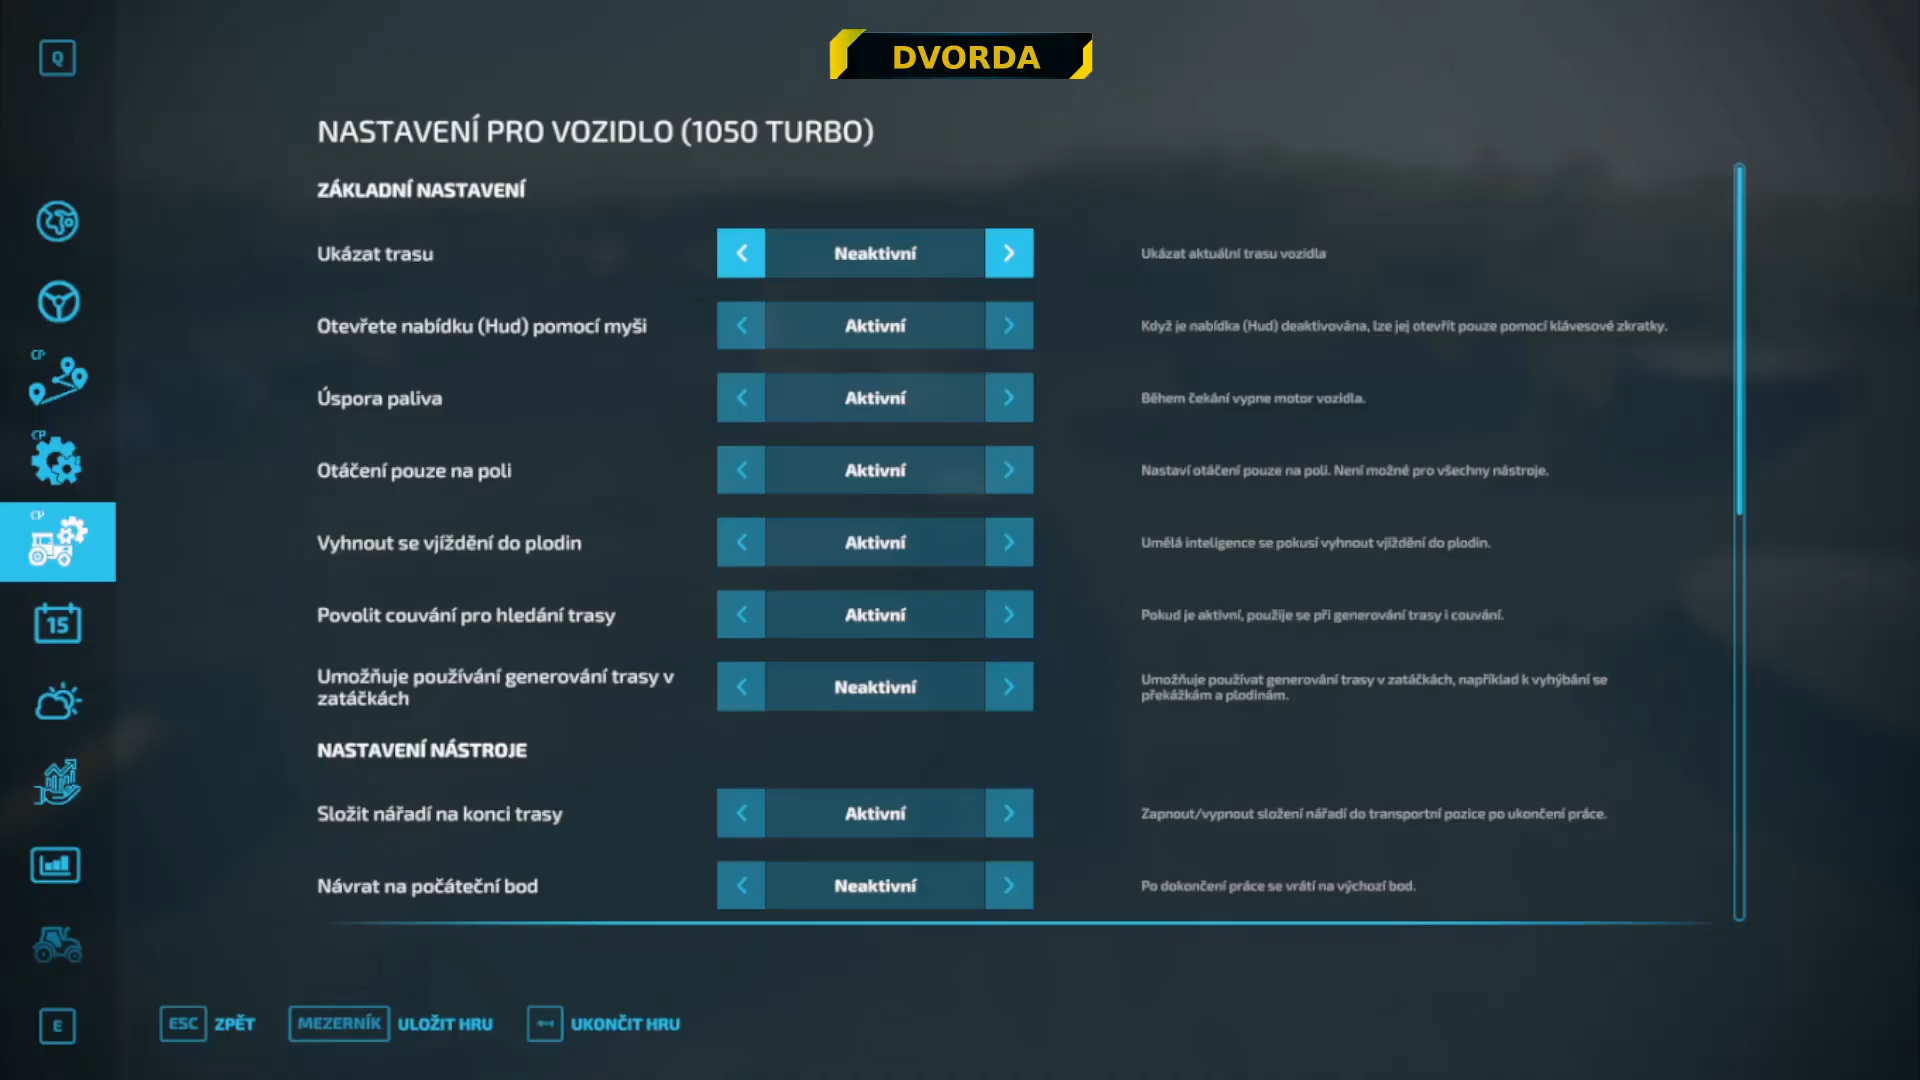 Q
DVORDA
NASTAVENÍ PRO VOZIDLO (1050 TURBO)
ZÁKLADNÍ NASTAVENÍ
Ukázat trasu
Neaktivní
Ukázat aktuální trasu vozidla
Otevřete nabídku (Hud) pomocí myši
Aktivní
Když je nabídka (Hud) deaktivována, lze jej otevřít pouze pomocí klávesové zkratky.
CP
Úspora paliva
Aktivní
Během čekání vypne motor vozidla.
CP
Otáčení pouze na poli
Aktivní
Nastaví otáčení pouze na poli. Není možné pro všechny nástroje.
CP
Vyhnout se vjíždění do plodin
Aktivní
Umělá inteligence se pokusí vyhnout vjíždění do plodin.
15
Povolit couvání pro hledání trasy
Aktivní
Pokud je aktivní, použije se při generování trasy i couvání.
Umožňuje používání generování trasy v
zatáčkách
Neaktivní
Umožňuje používat generování trasy v zatáčkách, například k vyhýbání se
překážkám a plodinám.
NASTAVENÍ NÁSTROJE
Složit nářadí na konci trasy
Aktivní
Zapnout/vypnout složení nářadí do transportní pozice po ukončení práce.
Návrat na počáteční bod
Neaktivní
Po dokončení práce se vrátí na výchozí bod.
E
ESC ZPĚT
MEZERNÍK ULOŽIT HRU
UKONČIT HRU